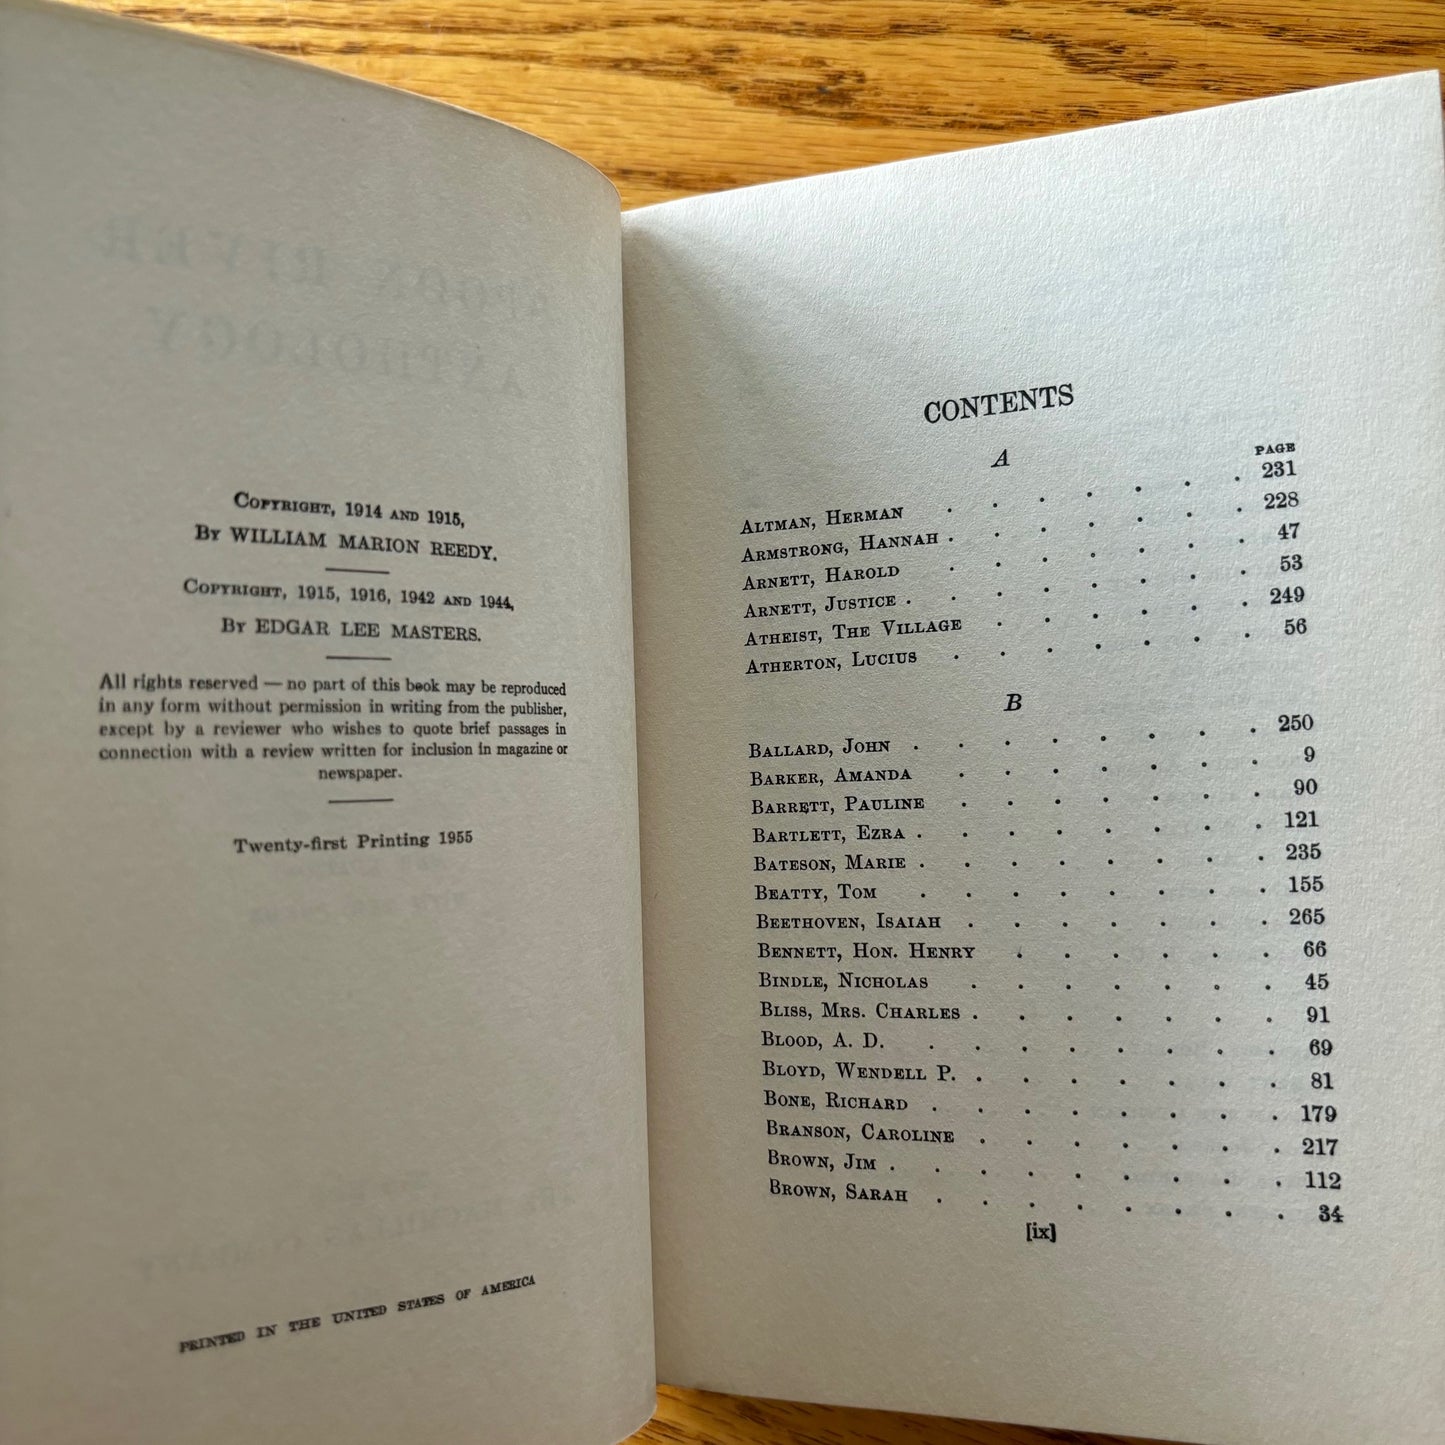 COPYRIGHT, 1914 AND 1915,
BY WILLIAM MARION REEDY.
COPYRIGHT, 1915, 1916, 1942 AND 1944,
BY EDGAR LEE MASTERS.
All rights reserved — no part of this book may be reproduced
in any form without permission in writing from the publisher,
except by a reviewer who wishes to quote brief passages in
connection with a review written for inclusion in magazine or
newspaper.
Twenty-first Printing 1955
PRINTED IN THE UNITED STATES OF AMERICA
CONTENTS
A
PAGE
ALTMAN, HERMAN . . . . . . . 231
ARMSTRONG, HANNAH . . . . . . . 228
ARNETT, HAROLD . . . . . . . 47
ARNETT, JUSTICE . . . . . . . . 53
ATHEIST, THE VILLAGE . . . . . . 249
ATHERTON, LUCIUS . . . . . . . 56
B
BALLARD, JOHN . . . . . . . . 250
BARKER, AMANDA . . . . . . . 9
BARRETT, PAULINE . . . . . . . 90
BARTLETT, EZRA . . . . . . . . 121
BATESON, MARIE . . . . . . . . 235
BEATTY, TOM . . . . . . . . 155
BEETHOVEN, ISAIAH . . . . . . . 265
BENNETT, HON. HENRY . . . . . . 66
BINDLE, NICHOLAS . . . . . . . 45
BLISS, MRS. CHARLES . . . . . . . 91
BLOOD, A. D. . . . . . . . . 69
BLOYD, WENDELL P. . . . . . . . 81
BONE, RICHARD . . . . . . . . 179
BRANSON, CAROLINE . . . . . . . 217
BROWN, JIM . . . . . . . . . 112
BROWN, SARAH . . . . . . . . 34
[ix]